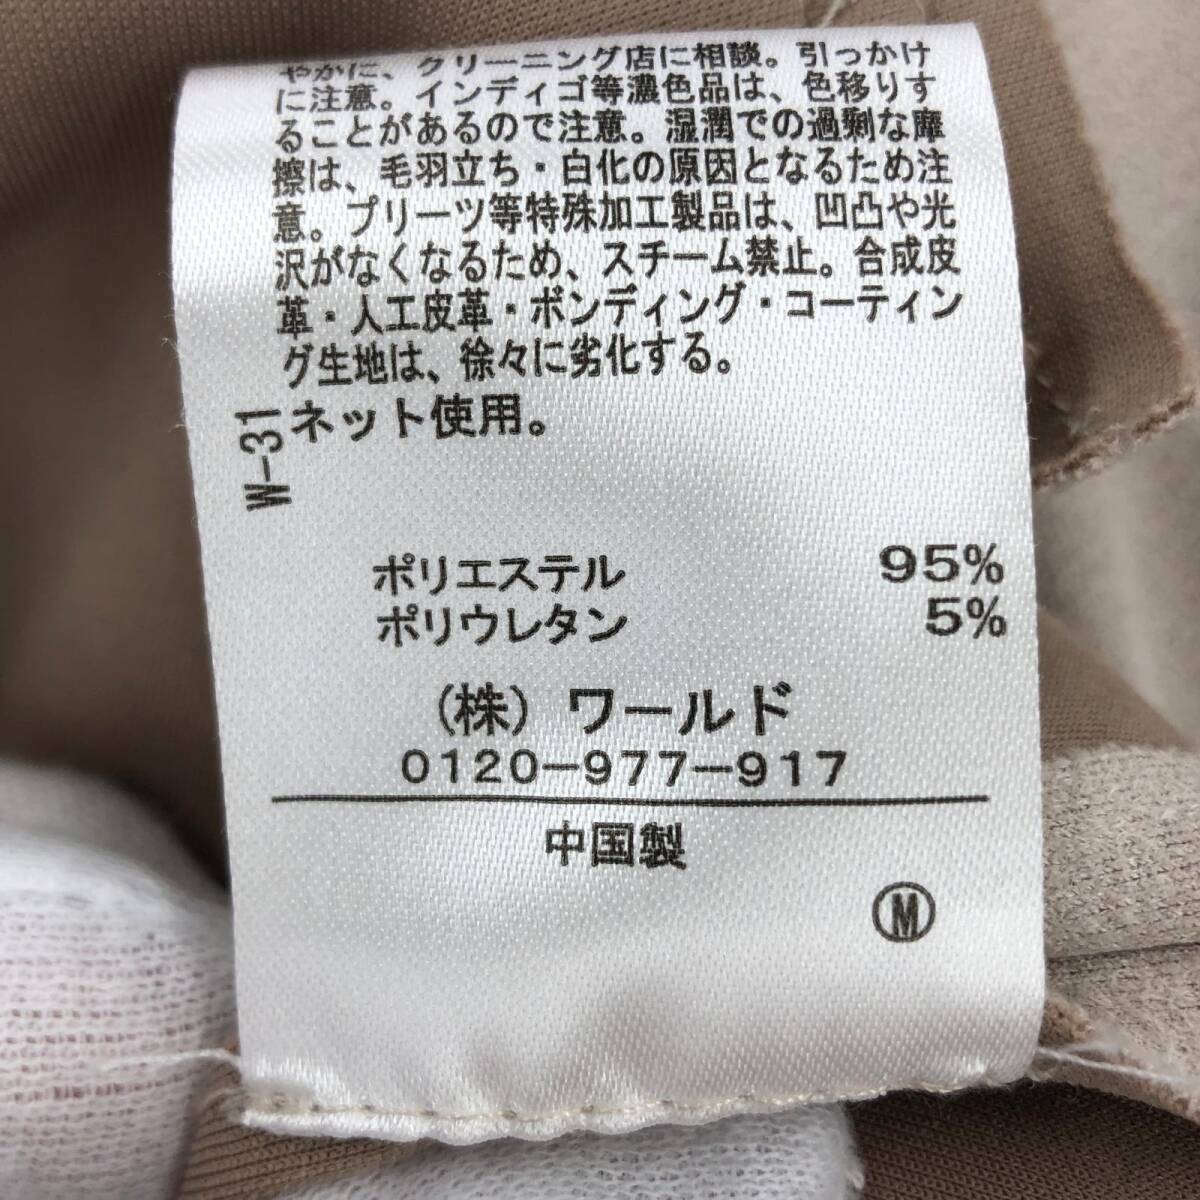 やかに、クリーニング店に相談。引っかけ
に注意。インディゴ等濃色品は、色移りす
ることがあるので注意。湿潤での過剰な摩
擦は、毛羽立ち・白化の原因となるため注
意。プリーツ等特殊加工製品は、凹凸や光
沢がなくなるため、スチーム禁止。合成皮
革・人工皮革・ボンディング・コーティン
グ生地は、徐々に劣化する。
ネット使用。
W-31
ポリエステル 95%
ポリウレタン 5%
(株) ワールド
0120-977-917
中国製
M